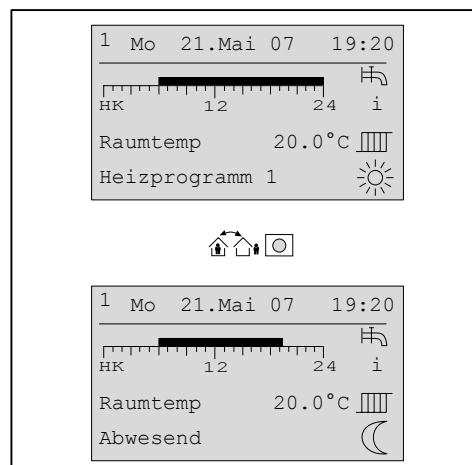 1 Mo 21.Mai 07 19:20
HK 12 24 i
Raumtemp 20.0°C
Heizprogramm 1
1 Mo 21.Mai 07 19:20
HK 12 24 i
Raumtemp 20.0°C
Abwesend